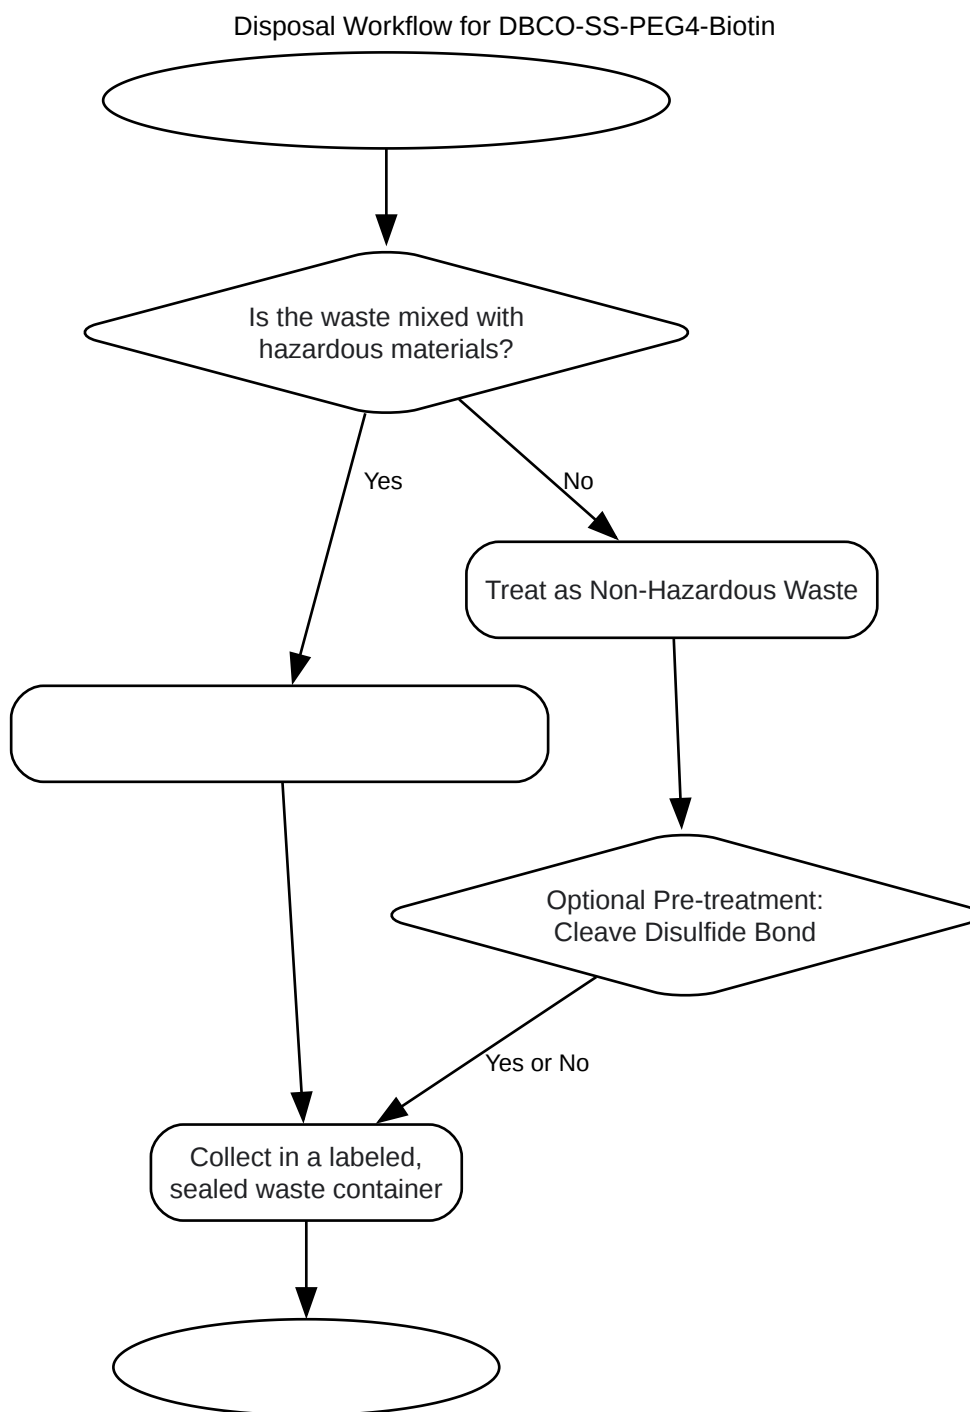 Disposal Workflow for DBCO-SS-PEG4-Biotin
Is the waste mixed with
hazardous materials?
Yes
No
Treat as Non-Hazardous Waste
Optional Pre-treatment:
Cleave Disulfide Bond
Yes or No
Collect in a labeled,
sealed waste container